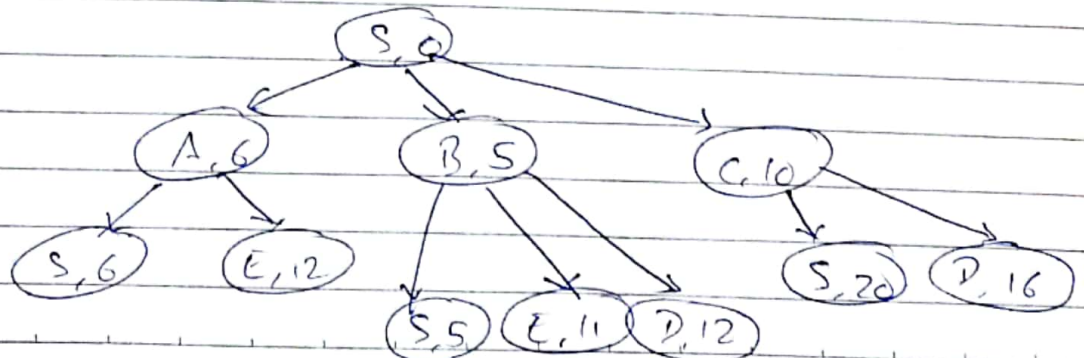 S, 0
A, 6
B, 5
C, 10
S, 6
E, 12
S, 5
E, 11
D, 12
S, 20
D, 16